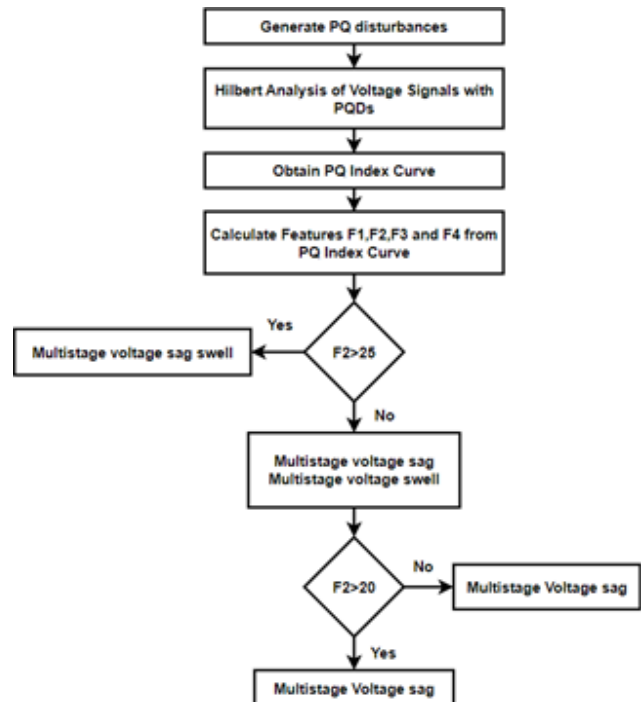 Generate PQ disturbances
Hilbert Analysis of Voltage Signals with
PQDs
Obtain PQ Index Curve
Calculate Features F1,F2,F3 and F4 from
PQ Index Curve
Yes
Multistage voltage sag swell
F2>25
No
Multistage voltage sag
Multistage voltage swell
F2>20
No
Multistage Voltage sag
Yes
Multistage Voltage sag